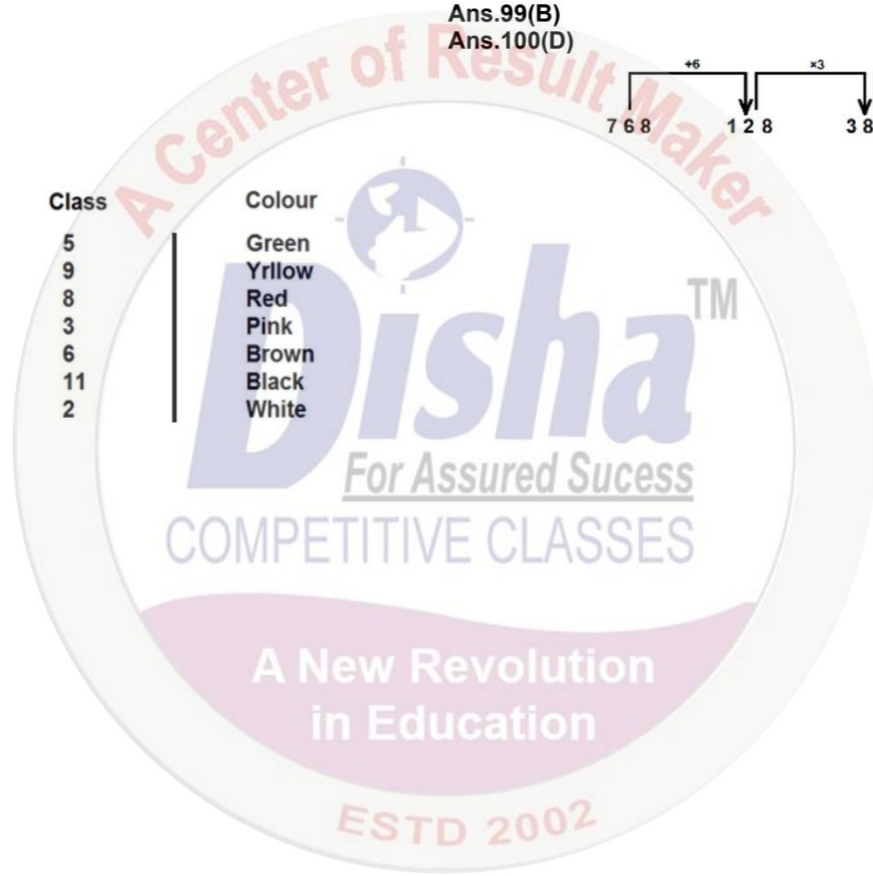 Ans.99(B)
Ans.100(D)
+6 ×3
7 6 8 1 2 8 3 8
Class Colour
5 Green
9 Yrllow
8 Red
3 Pink
6 Brown
11 Black
2 White
A Center of Result Maker
Disha TM
For Assured Sucess
COMPETITIVE CLASSES
A New Revolution
in Education
ESTD 2002